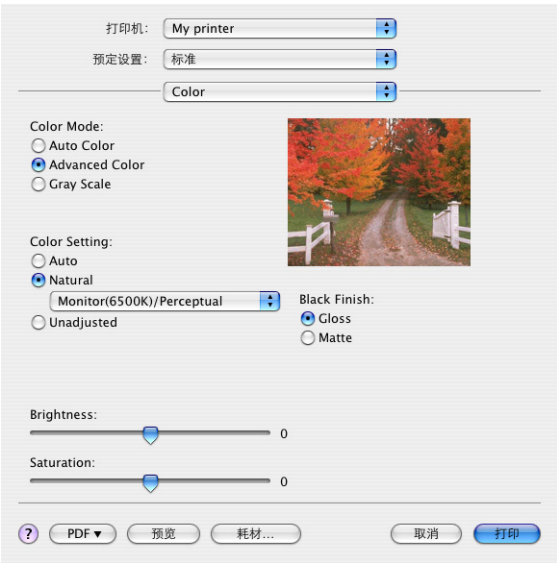 打印机: My printer
预定设置: 标准
Color
Color Mode:
Auto Color
Advanced Color
Gray Scale
Color Setting:
Auto
Natural
Monitor(6500K)/Perceptual
Unadjusted
Black Finish:
Gloss
Matte
Brightness:
0
Saturation:
0
? PDF▼ 预览 耗材... 取消 打印